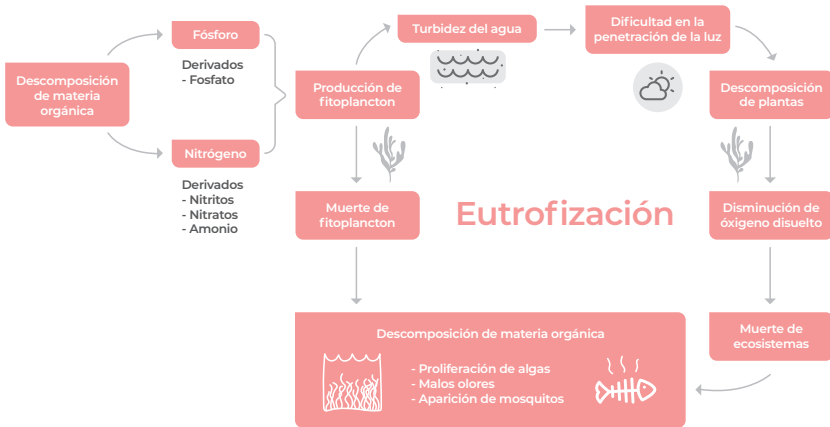 Descomposición
de materia
orgánica
Fósforo
Derivados
- Fosfato
Nitrógeno
Derivados
- Nitritos
- Nitratos
- Amonio
Producción de
fitoplancton
Muerte de
fitoplancton
Turbidez del agua
Dificultad en la
penetración de la luz
Descomposición
de plantas
Disminución de
óxigeno disuelto
Muerte de
ecosistemas
Eutrofización
Descomposición de materia orgánica
- Proliferación de algas
- Malos olores
- Aparición de mosquitos